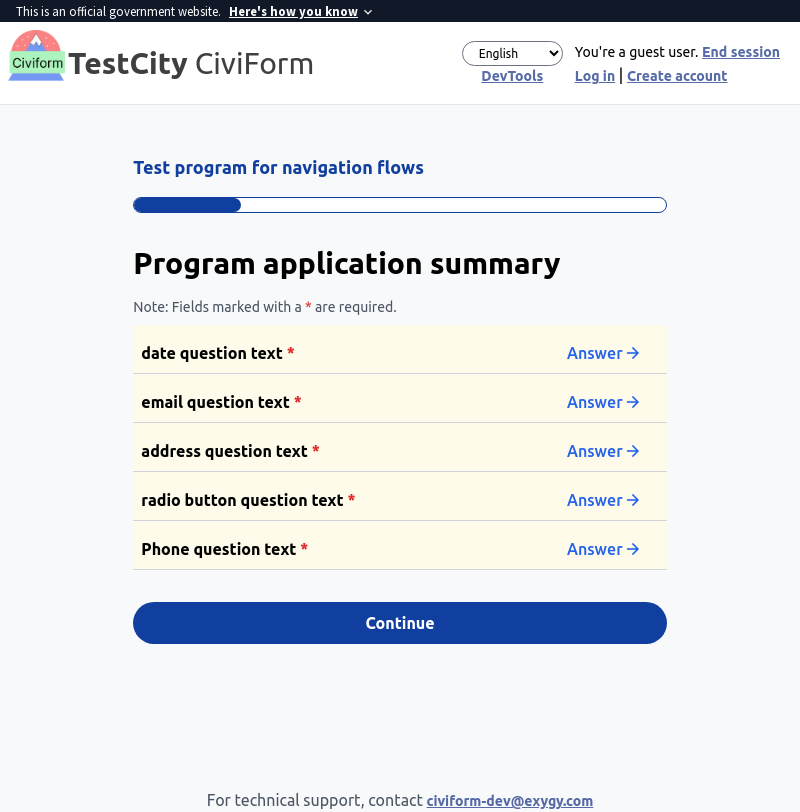 This is an official government website. Here's how you know
Civiform
TestCity CiviForm
English
You're a guest user. End session
DevTools
Log in | Create account
Test program for navigation flows
Program application summary
Note: Fields marked with a * are required.
date question text *
Answer
email question text *
Answer
address question text *
Answer
radio button question text *
Answer
Phone question text *
Answer
Continue
For technical support, contact civiform-dev@exygy.com